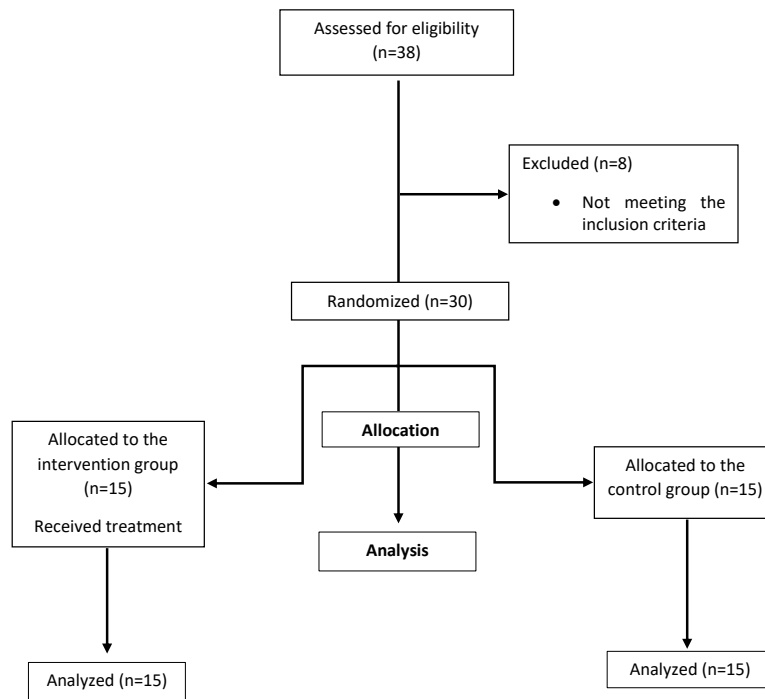 Assessed for eligibility
(n=38)
Excluded (n=8)
• Not meeting the
inclusion criteria
Randomized (n=30)
Allocation
Allocated to the
intervention group
(n=15)
Received treatment
Allocated to the
control group (n=15)
Analysis
Analyzed (n=15)
Analyzed (n=15)